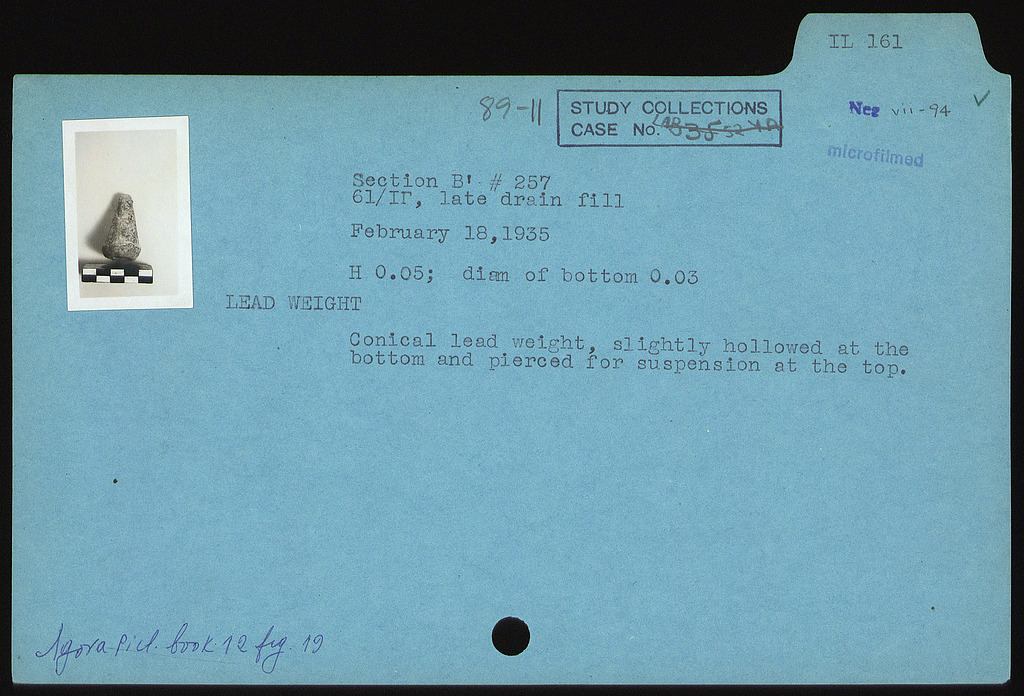 IL 161
89-11
STUDY COLLECTIONS
CASE No.
Neg vii-94 ✓
microfilmed
Section B' # 257
61/ΙΓ, late drain fill
February 18,1935
H 0.05; diam of bottom 0.03
LEAD WEIGHT
Conical lead weight, slightly hollowed at the
bottom and pierced for suspension at the top.
Agora Pict. book 12 fig. 19